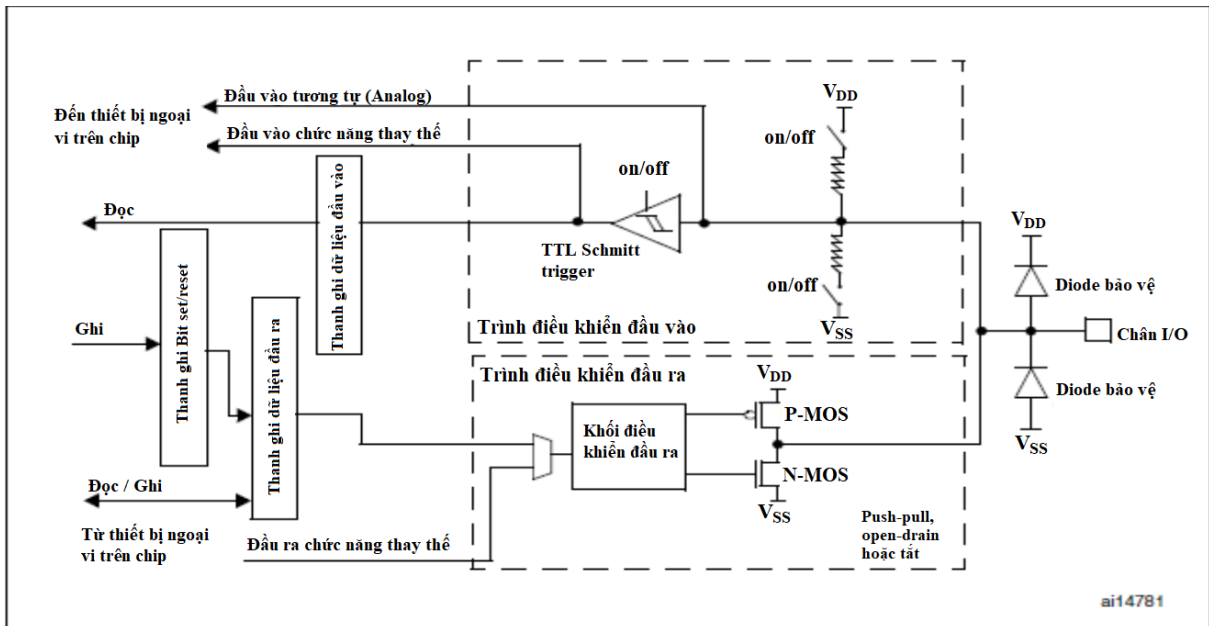 Đầu vào tương tự (Analog)
Đến thiết bị ngoại
vi trên chip
Đầu vào chức năng thay thế
Đọc
Thanh ghi dữ liệu đầu vào
on/off
TTL Schmitt
trigger
VDD
on/off
on/off
VSS
Trình điều khiển đầu vào
VDD
Diode bảo vệ
Chân I/O
Diode bảo vệ
VSS
Ghi
Thanh ghi Bit set/reset
Thanh ghi dữ liệu đầu ra
Đọc / Ghi
Từ thiết bị ngoại
vi trên chip
Đầu ra chức năng thay thế
Trình điều khiển đầu ra
Khối điều
khiển đầu ra
VDD
P-MOS
N-MOS
VSS
Push-pull,
open-drain
hoặc tắt
ai14781